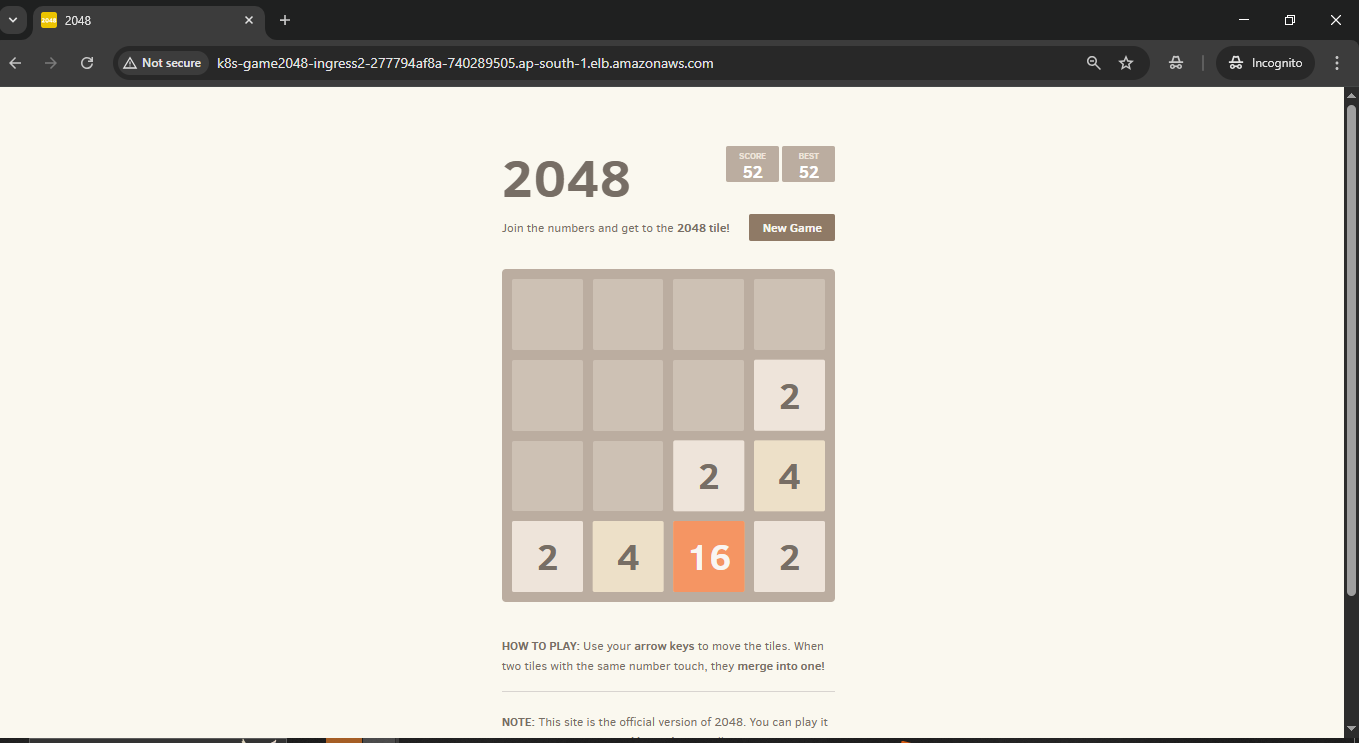 2048
2048
Not secure
k8s-game2048-ingress2-277794af8a-740289505.ap-south-1.elb.amazonaws.com
Incognito
2048
SCORE
52
BEST
52
Join the numbers and get to the 2048 tile!
New Game
2
2 4
2 4 16 2
HOW TO PLAY: Use your arrow keys to move the tiles. When
two tiles with the same number touch, they merge into one!
NOTE: This site is the official version of 2048. You can play it